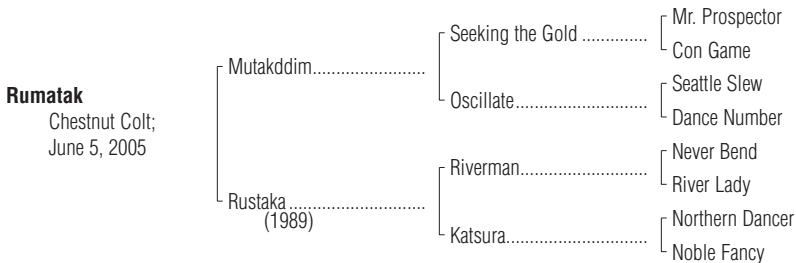 Mr. Prospector
Seeking the Gold ..............
Con Game
Mutakddim........................
Seattle Slew
Oscillate............................
Dance Number
Rumatak
Chestnut Colt;
June 5, 2005
Never Bend
Riverman...........................
River Lady
Rustaka .............................
(1989)
Northern Dancer
Katsura..............................
Noble Fancy